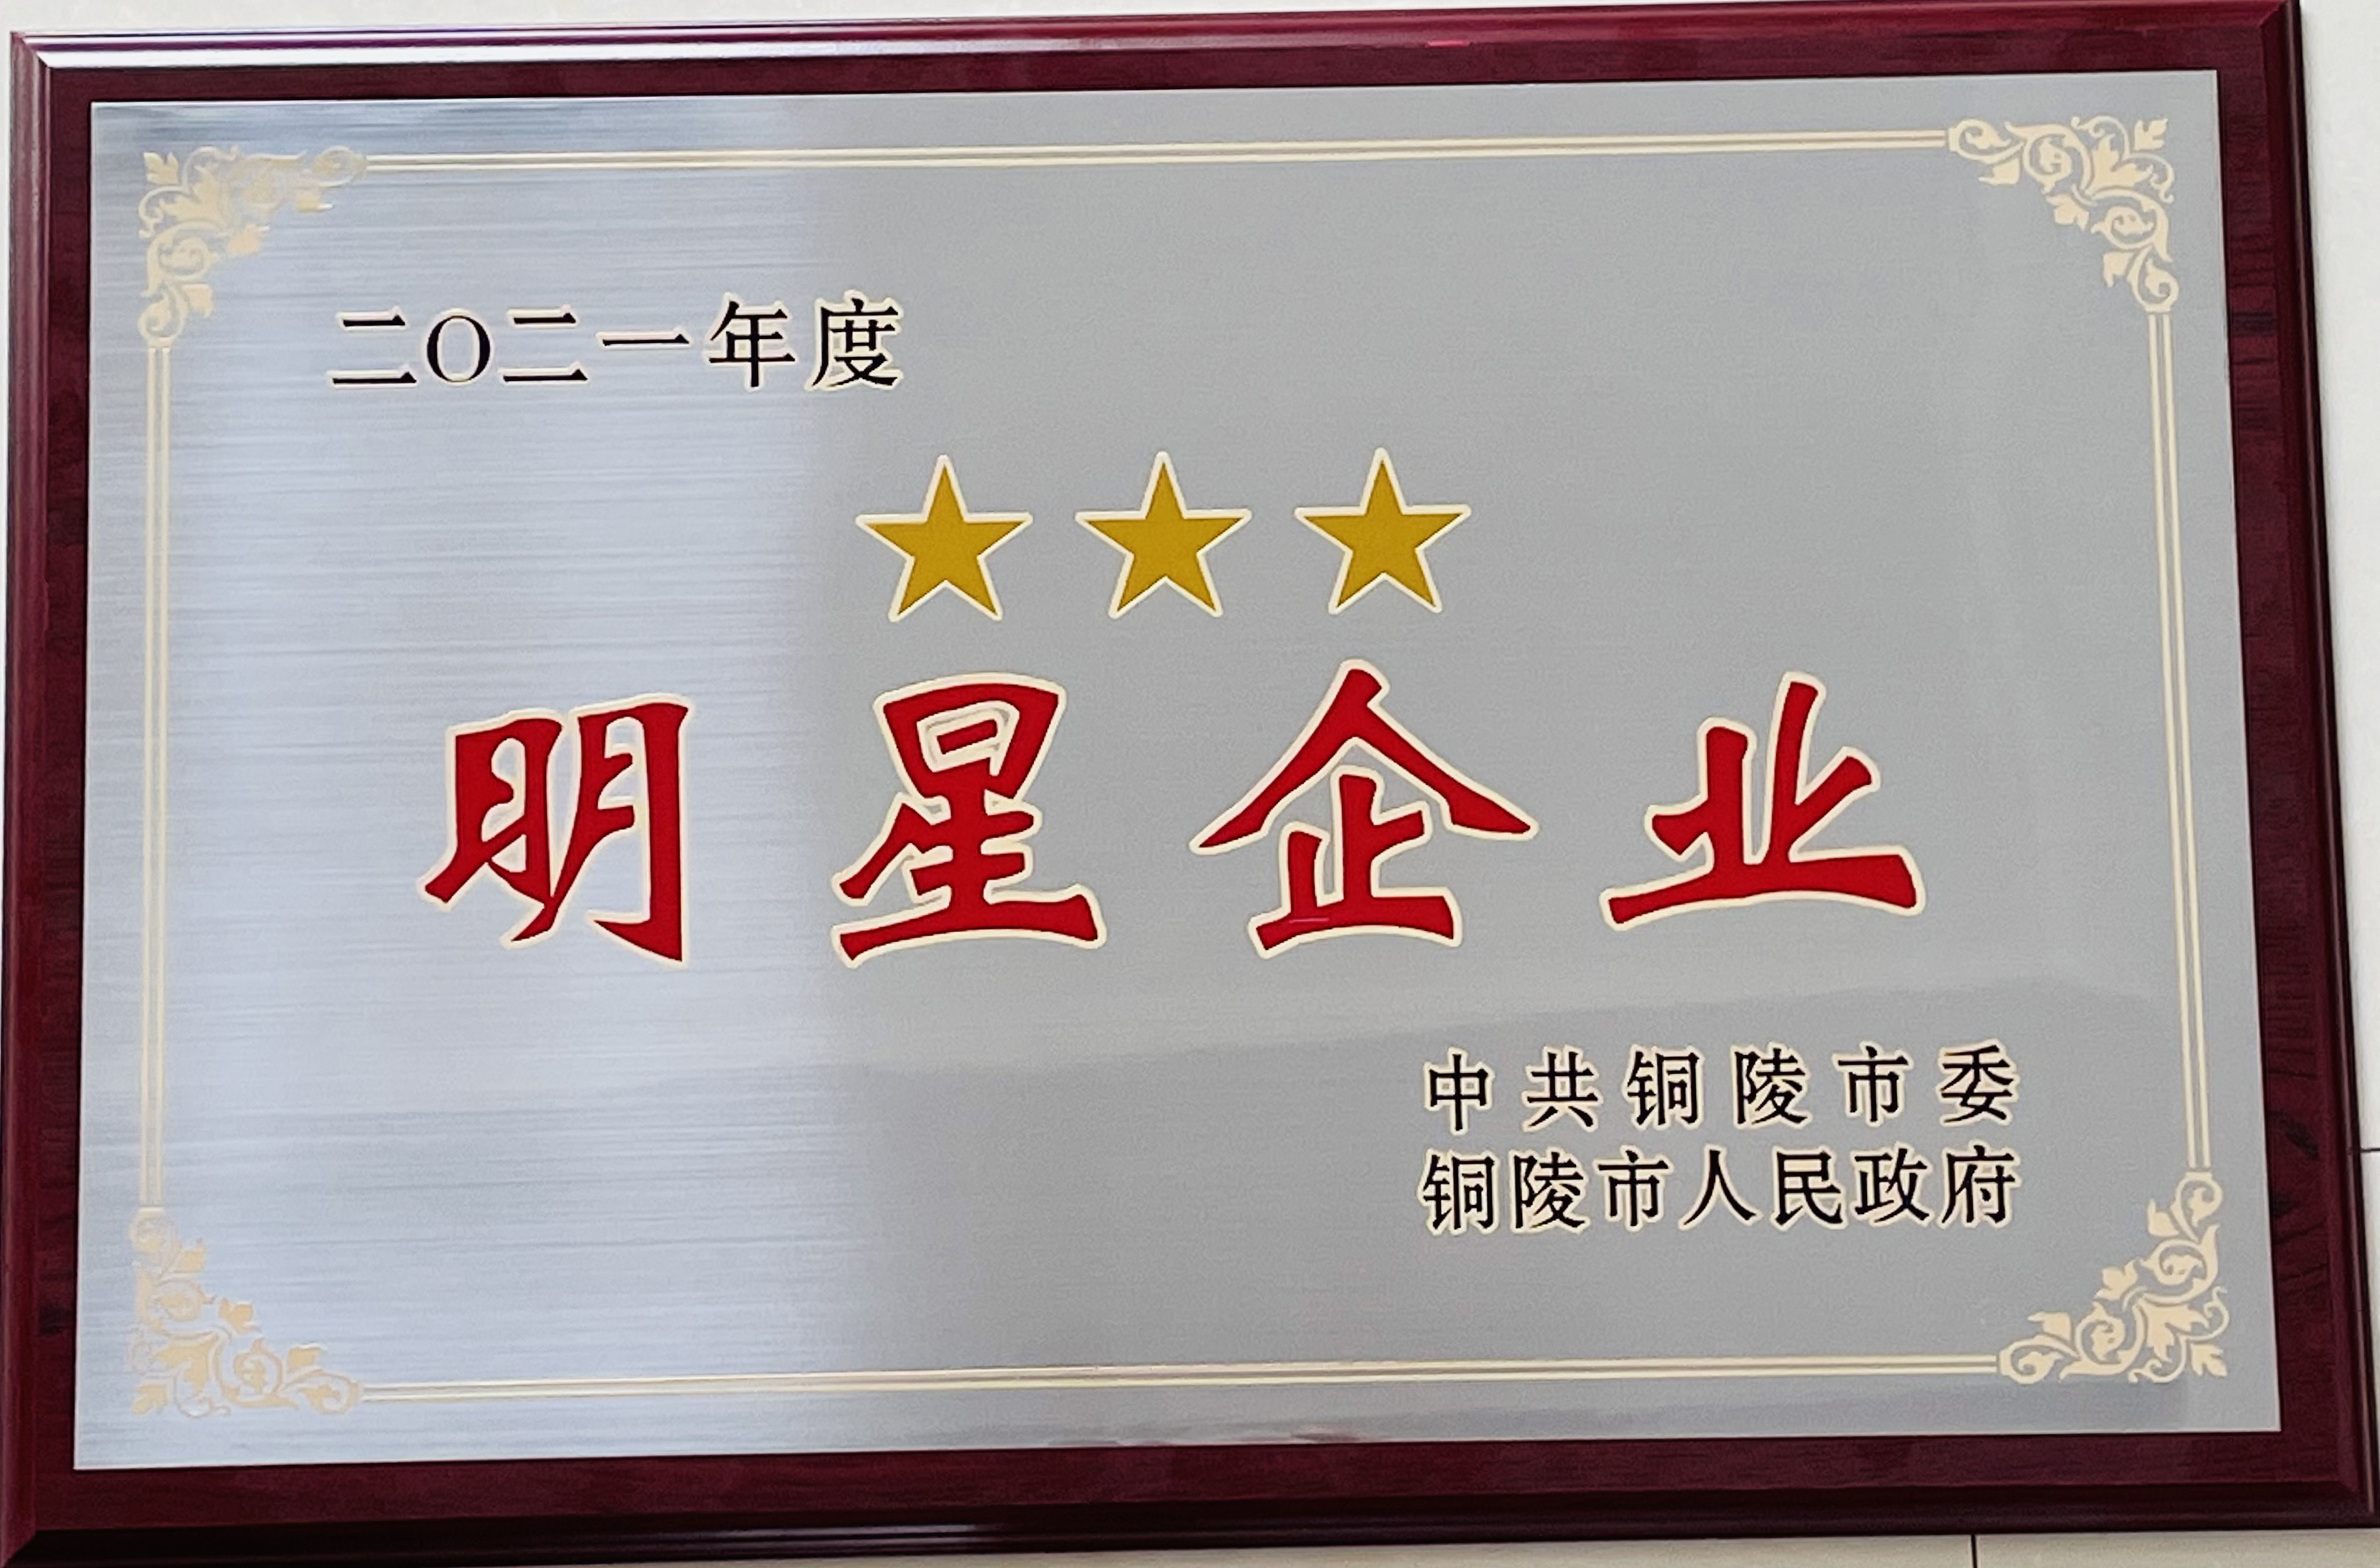 二〇二一年度
★★★
明星企业
中共铜陵市委
铜陵市人民政府